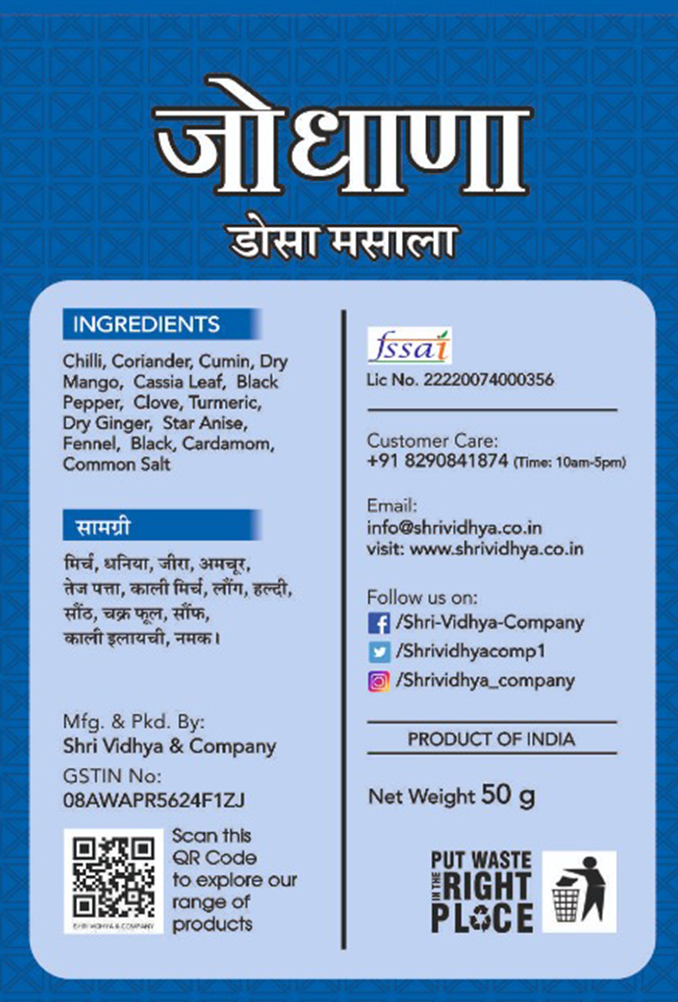 जोधाणा
डोसा मसाला
INGREDIENTS
Chilli, Coriander, Cumin, Dry
Mango, Cassia Leaf, Black
Pepper, Clove, Turmeric,
Dry Ginger, Star Anise,
Fennel, Black, Cardamom,
Common Salt
सामग्री
मिर्च, धनिया, जीरा, अमचूर,
तेज पत्ता, काली मिर्च, लौंग, हल्दी,
सौंठ, चक्र फूल, सौंफ,
काली इलायची, नमक।
Mfg. & Pkd. By:
Shri Vidhya & Company
GSTIN No:
08AWAPR5624F1ZJ
SHRI VIDHYA & COMPANY
Scan this
QR Code
to explore our
range of
products
fssai
Lic No. 22220074000356
Customer Care:
+91 8290841874 (Time: 10am-5pm)
Email:
info@shrividhya.co.in
visit: www.shrividhya.co.in
Follow us on:
/Shri-Vidhya-Company
/Shrividhyacomp1
/Shrividhya_company
PRODUCT OF INDIA
Net Weight 50 g
PUT WASTE
IN THE RIGHT
PLACE